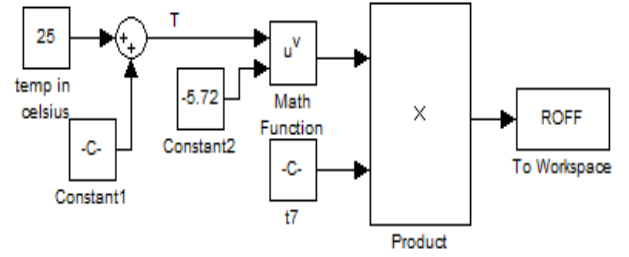 25
temp in
celsius
-C-
Constant1
+
+
T
-5.72
Constant2
u^v
Math
Function
-C-
t7
X
Product
ROFF
To Workspace